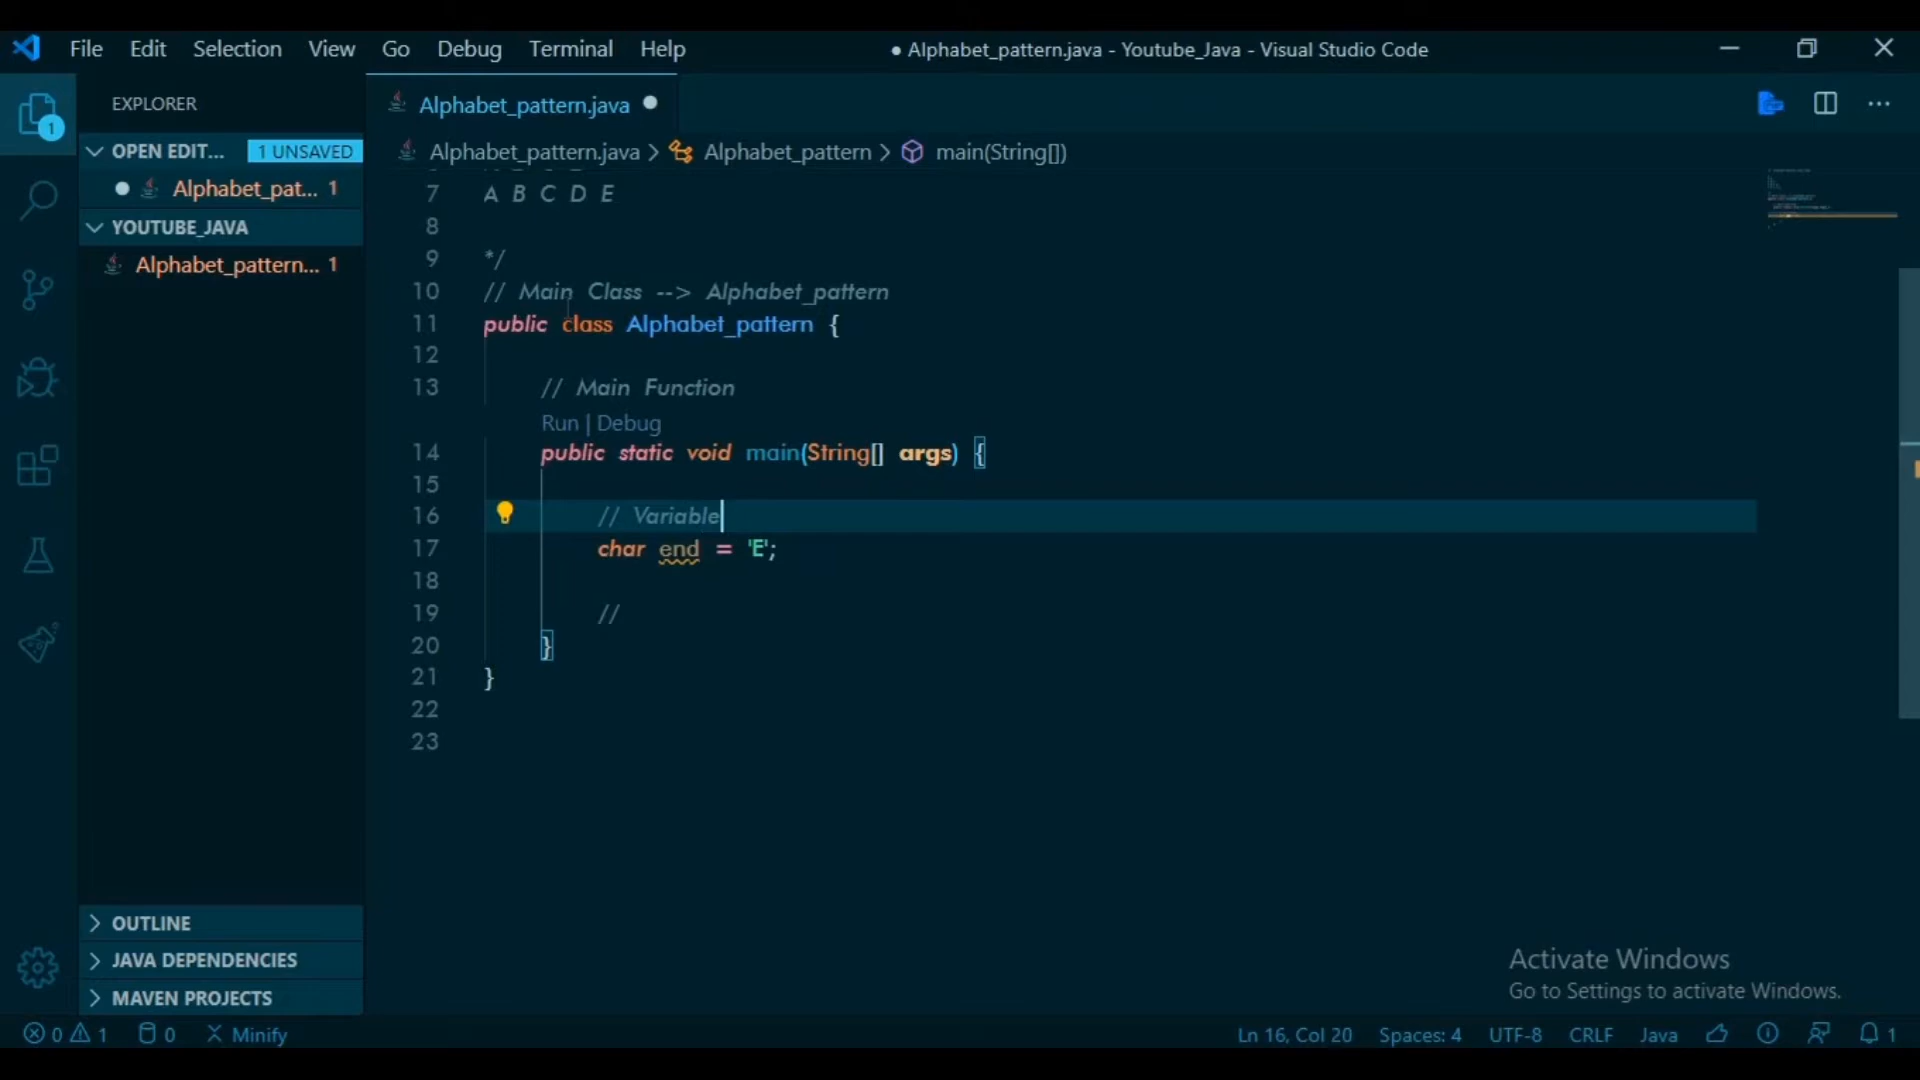 File Edit Selection View Go Debug Terminal Help
● Alphabet_pattern.java - Youtube_Java - Visual Studio Code
EXPLORER
OPEN EDIT... 1 UNSAVED
Alphabet_pat... 1
YOUTUBE_JAVA
Alphabet_pattern... 1
OUTLINE
JAVA DEPENDENCIES
MAVEN PROJECTS
1
Alphabet_pattern.java
Alphabet_pattern.java > Alphabet_pattern > main(String[])
7 A B C D E
8
9 */
10 // Main Class --> Alphabet_pattern
11 public class Alphabet_pattern {
12
13 // Main Function
Run | Debug
14 public static void main(String[] args) {
15
16 // Variable
17 char end = 'E';
18
19 //
20 }
21 }
22
23
Activate Windows
Go to Settings to activate Windows.
0 1 0 Minify
Ln 16, Col 20 Spaces: 4 UTF-8 CRLF Java 1